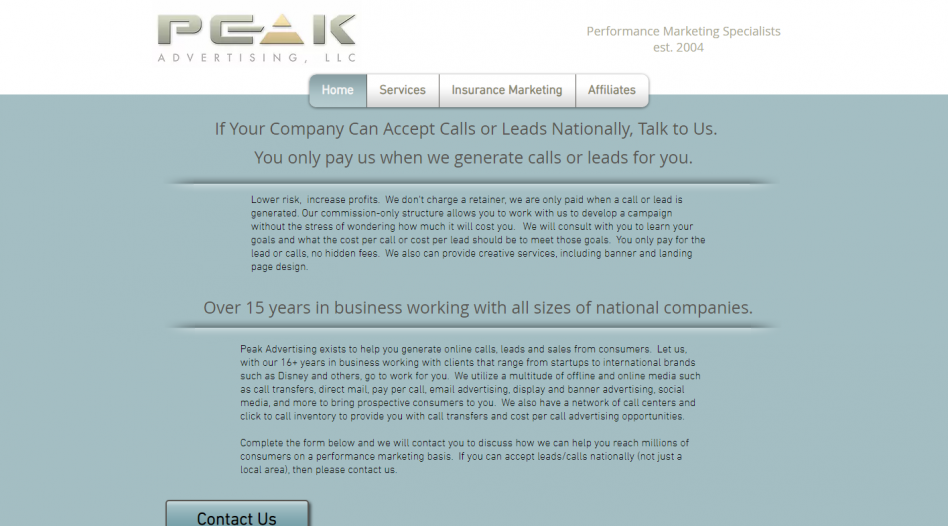 PEAK
ADVERTISING, LLC
Performance Marketing Specialists
est. 2004
Home
Services
Insurance Marketing
Affiliates
If Your Company Can Accept Calls or Leads Nationally, Talk to Us.
You only pay us when we generate calls or leads for you.
Lower risk,  increase profits.  We don't charge a retainer, we are only paid when a call or lead is
generated. Our commission-only structure allows you to work with us to develop a campaign
without the stress of wondering how much it will cost you.   We will consult with you to learn your
goals and what the cost per call or cost per lead should be to meet those goals.  You only pay for the
lead or calls, no hidden fees.  We also can provide creative services, including banner and landing
page design.
Over 15 years in business working with all sizes of national companies.
Peak Advertising exists to help you generate online calls, leads and sales from consumers.  Let us,
with our 16+ years in business working with clients that range from startups to international brands
such as Disney and others, go to work for you.  We utilize a multitude of offline and online media such
as call transfers, direct mail, pay per call, email advertising, display and banner advertising, social
media, and more to bring prospective consumers to you.  We also have a network of call centers and
click to call inventory to provide you with call transfers and cost per call advertising opportunities.
Complete the form below and we will contact you to discuss how we can help you reach millions of
consumers on a performance marketing basis.  If you can accept leads/calls nationally (not just a
local area), then please contact us.
Contact Us